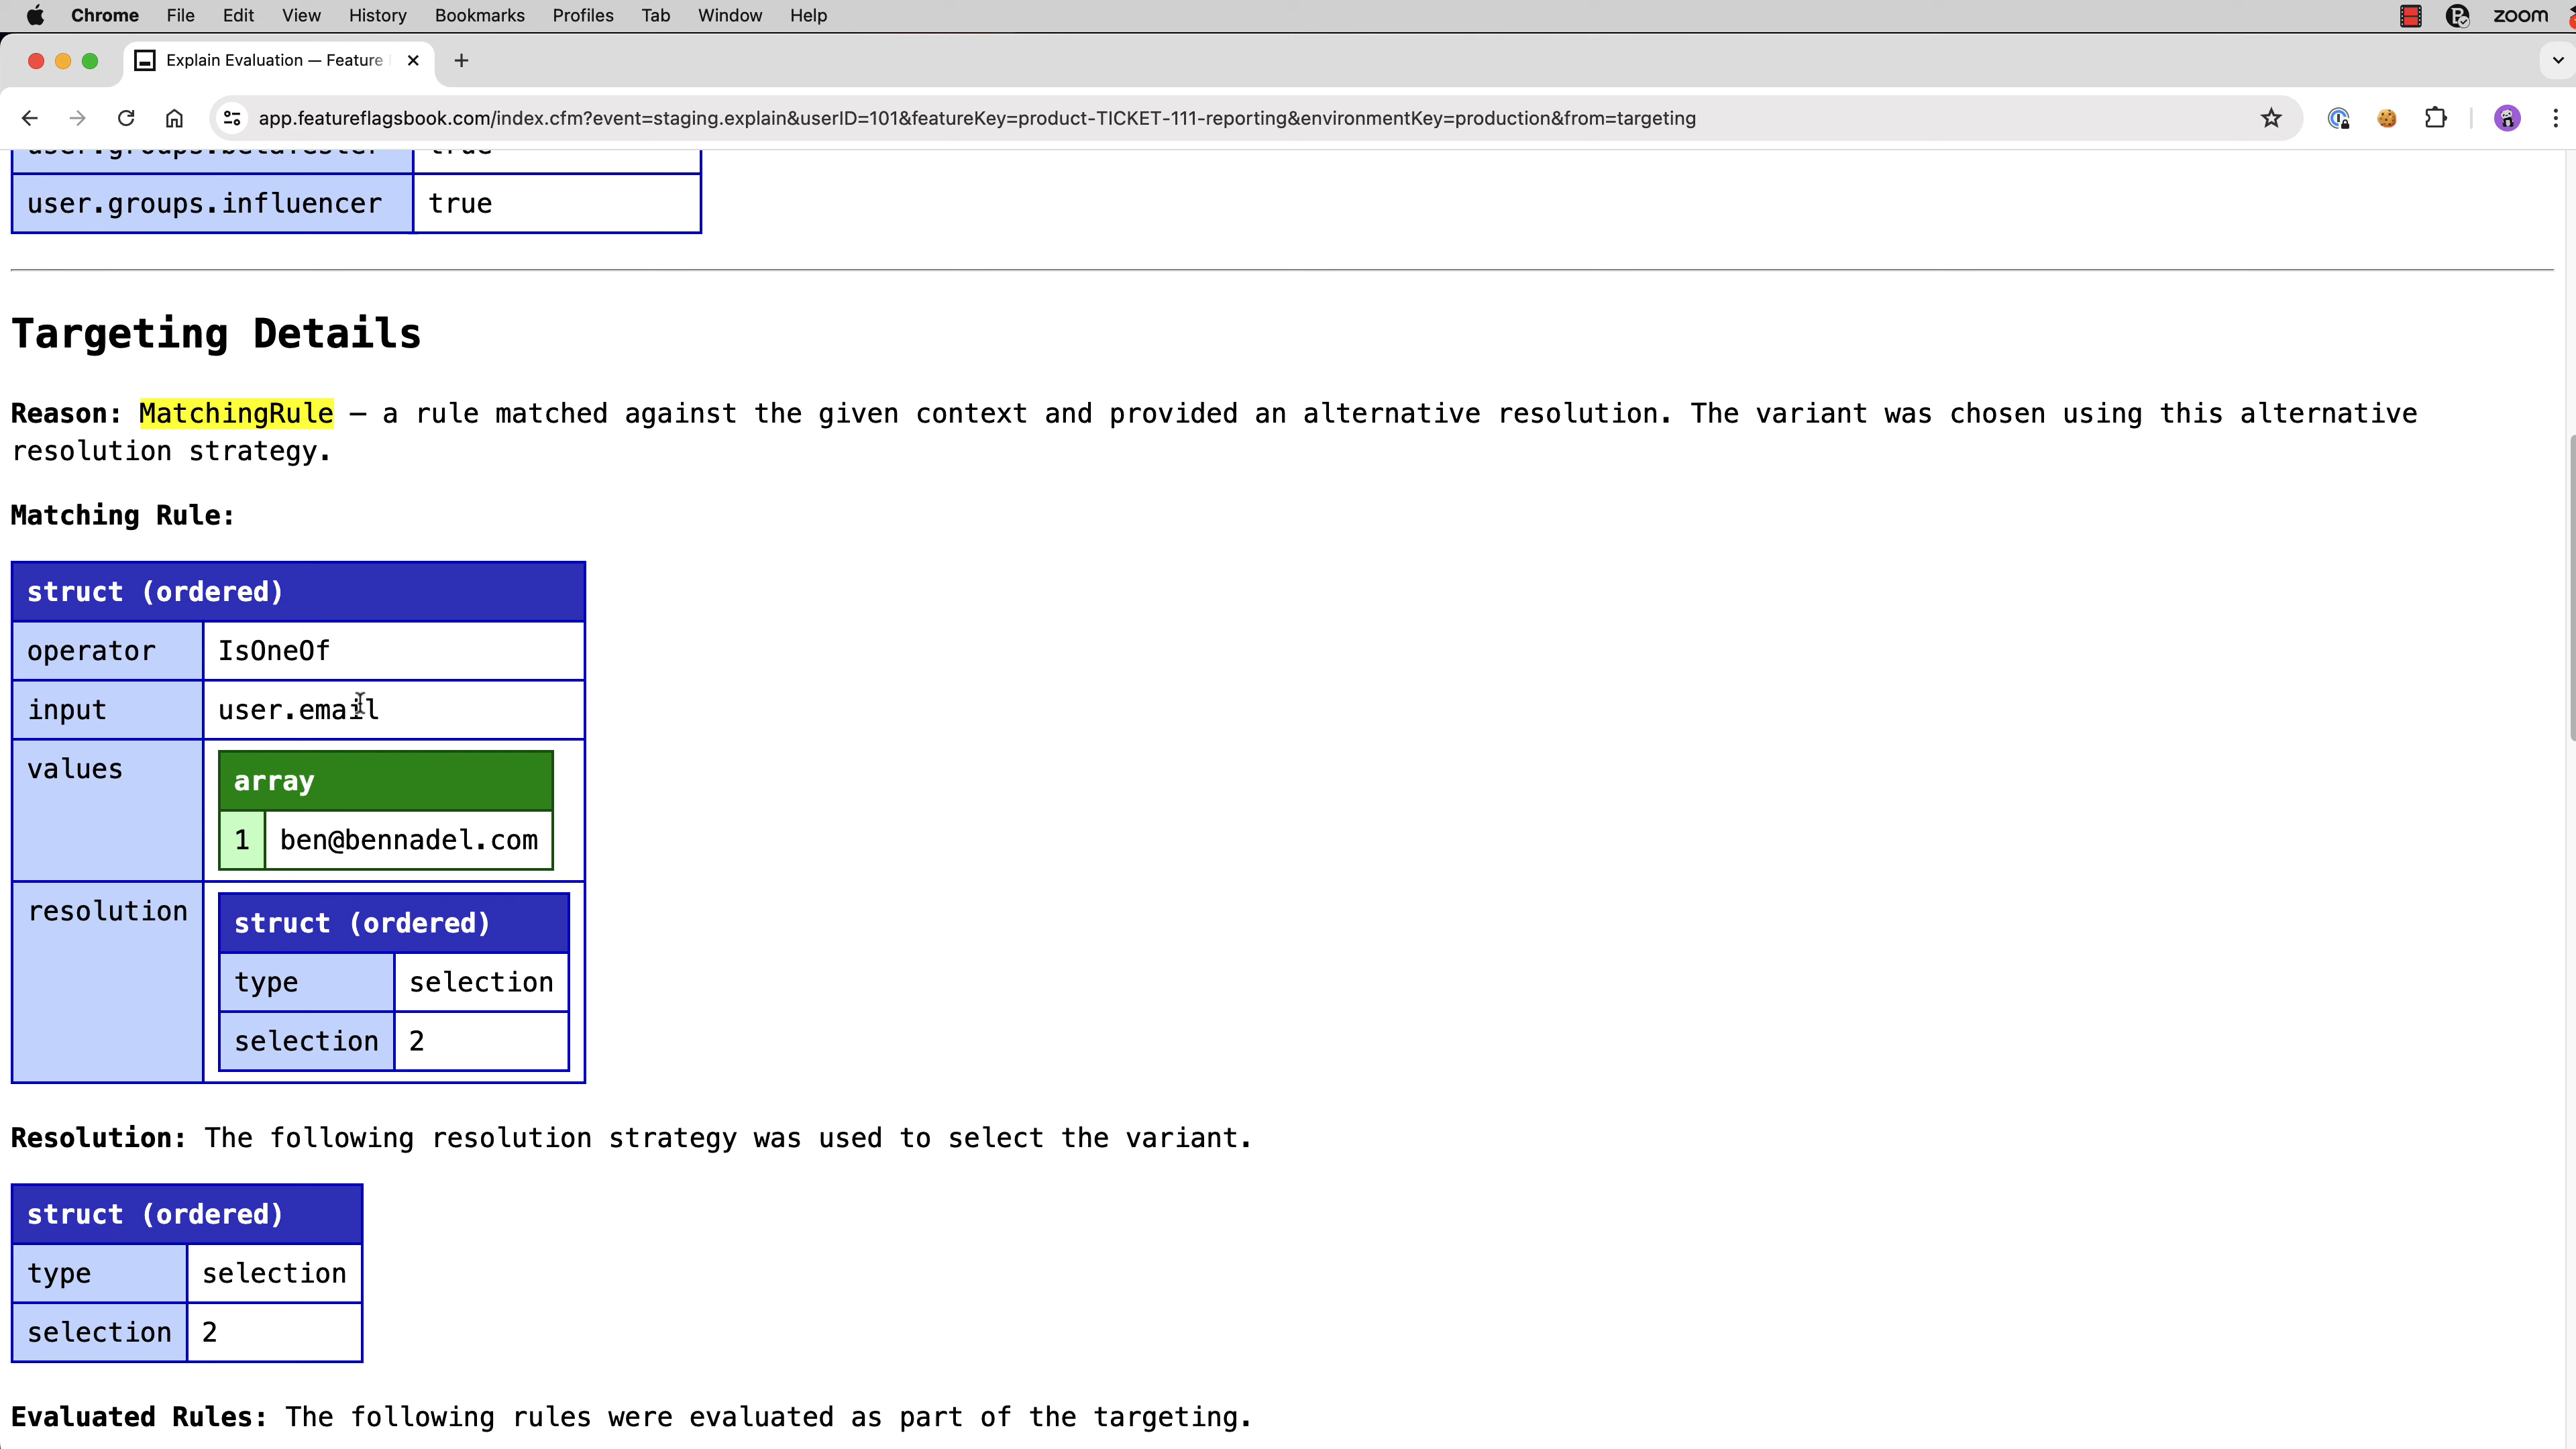 Chrome File Edit View History Bookmarks Profiles Tab Window Help zoom
Explain Evaluation — Feature
app.featureflagsbook.com/index.cfm?event=staging.explain&userID=101&featureKey=product-TICKET-111-reporting&environmentKey=production&from=targeting
user.groups.influencer true
Targeting Details
Reason: MatchingRule — a rule matched against the given context and provided an alternative resolution. The variant was chosen using this alternative
resolution strategy.
Matching Rule:
struct (ordered)
operator IsOneOf
input user.email
values
array
1 ben@bennadel.com
resolution
struct (ordered)
type selection
selection 2
Resolution: The following resolution strategy was used to select the variant.
struct (ordered)
type selection
selection 2
Evaluated Rules: The following rules were evaluated as part of the targeting.